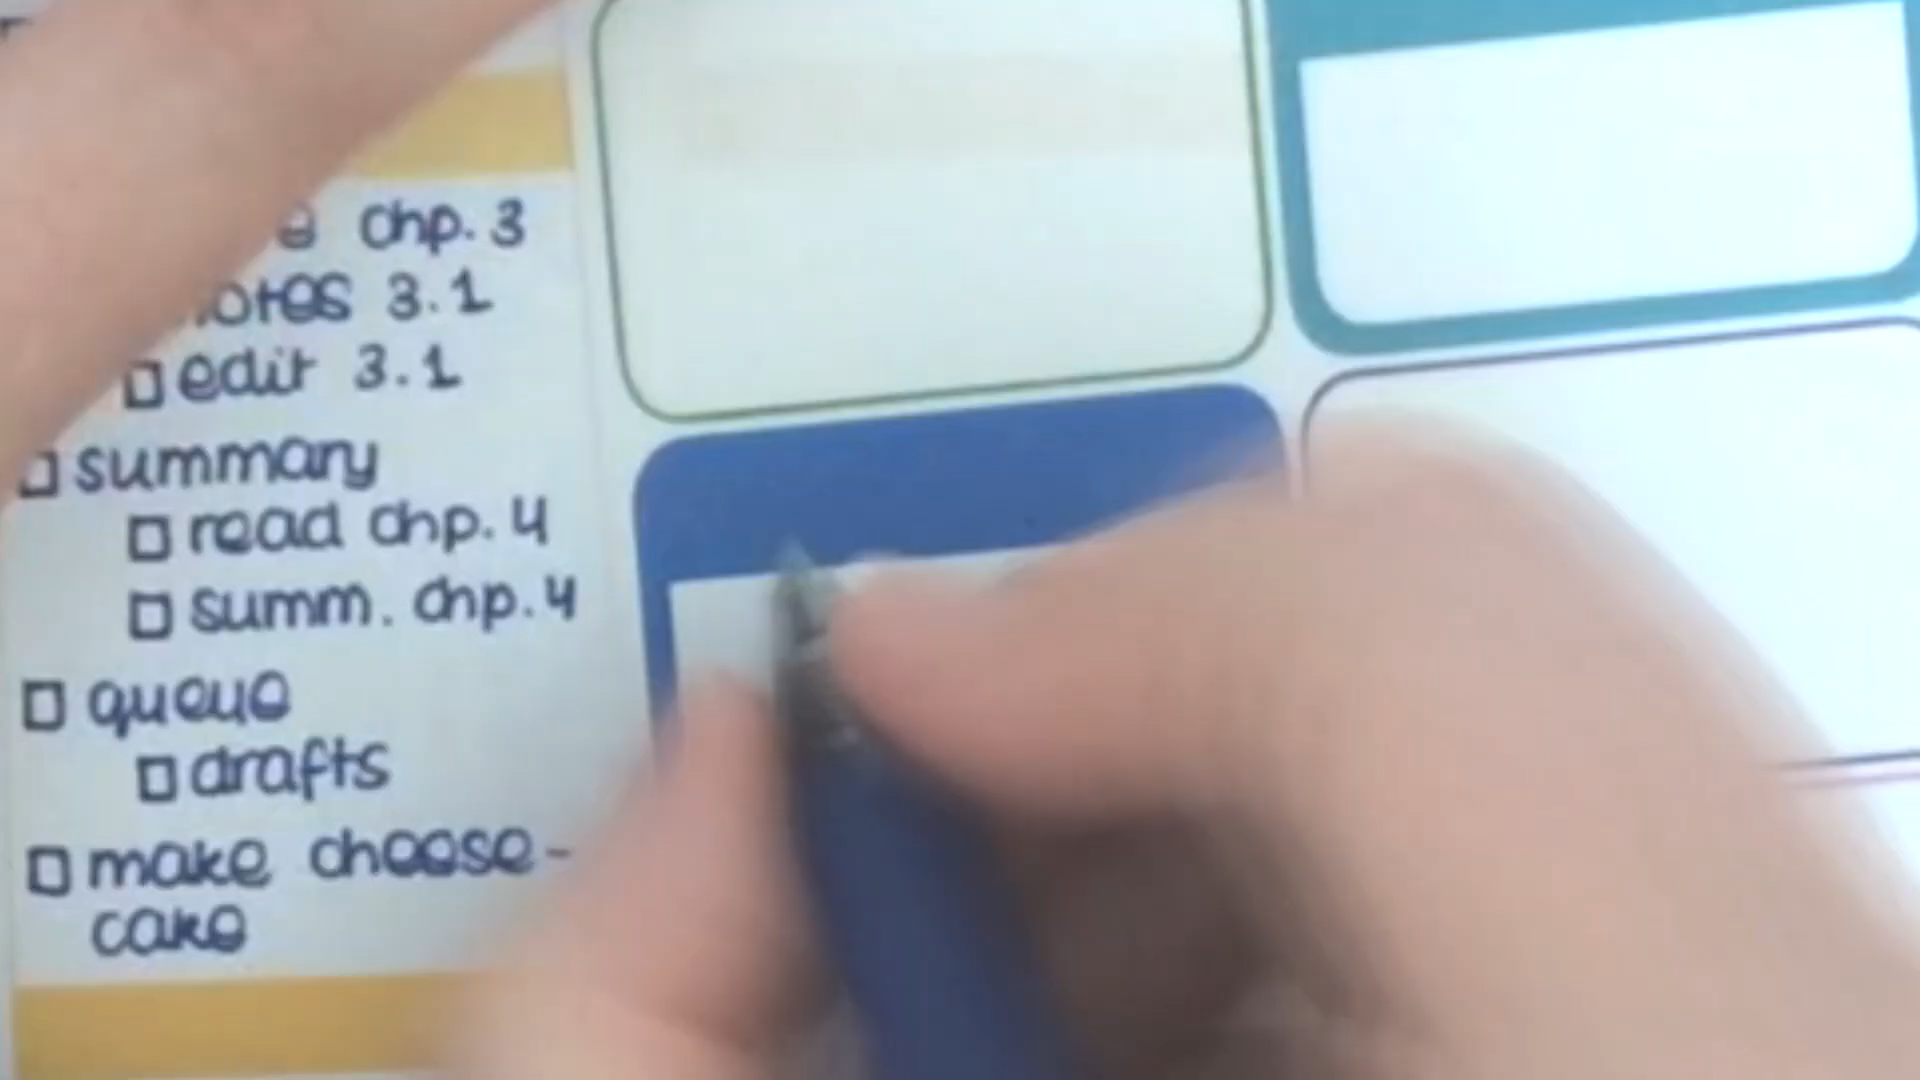 chp. 3
notes 3.1
edit 3.1
summary
read chp. 4
summ. chp. 4
queue
drafts
make cheese-
cake